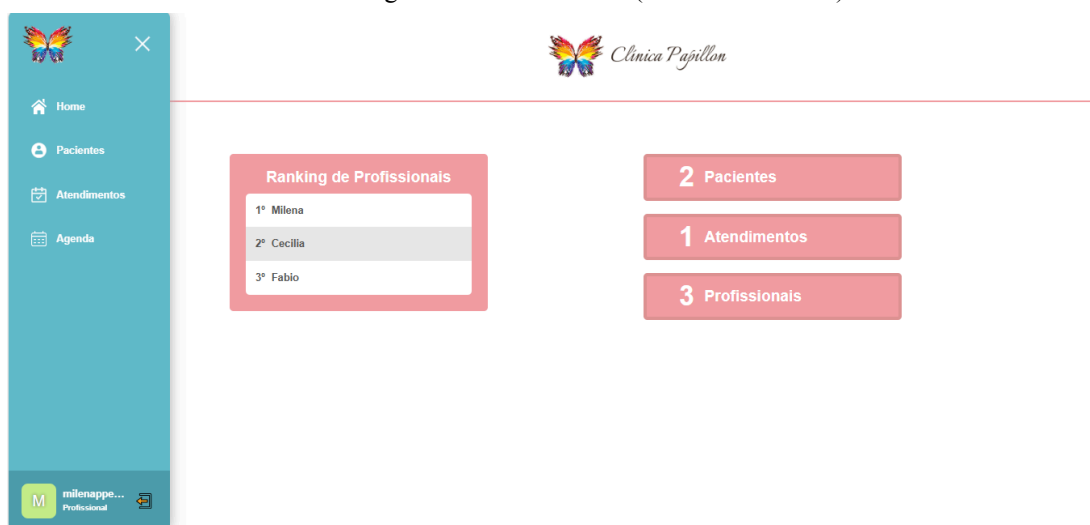 Clínica Papillon
Home
Pacientes
Atendimentos
Agenda
Ranking de Profissionais
1º Milena
2º Cecilia
3º Fabio
2 Pacientes
1 Atendimentos
3 Profissionais
M
milenappe...
Profissional